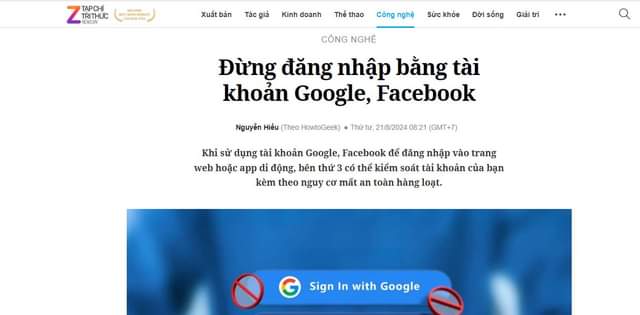 TẠP CHÍ
TRI THỨC
Xuất bản Tác giả Kinh doanh Thể thao Công nghệ Sức khỏe Đời sống Giải trí
CÔNG NGHỆ
Đừng đăng nhập bằng tài
khoản Google, Facebook
Nguyễn Hiếu (Theo HowtoGeek) • Thứ tư, 21/8/2024 08:21 (GMT+7)
Khi sử dụng tài khoản Google, Facebook để đăng nhập vào trang
web hoặc app di động, bên thứ 3 có thể kiểm soát tài khoản của bạn
kèm theo nguy cơ mất an toàn hàng loạt.
Sign In with Google